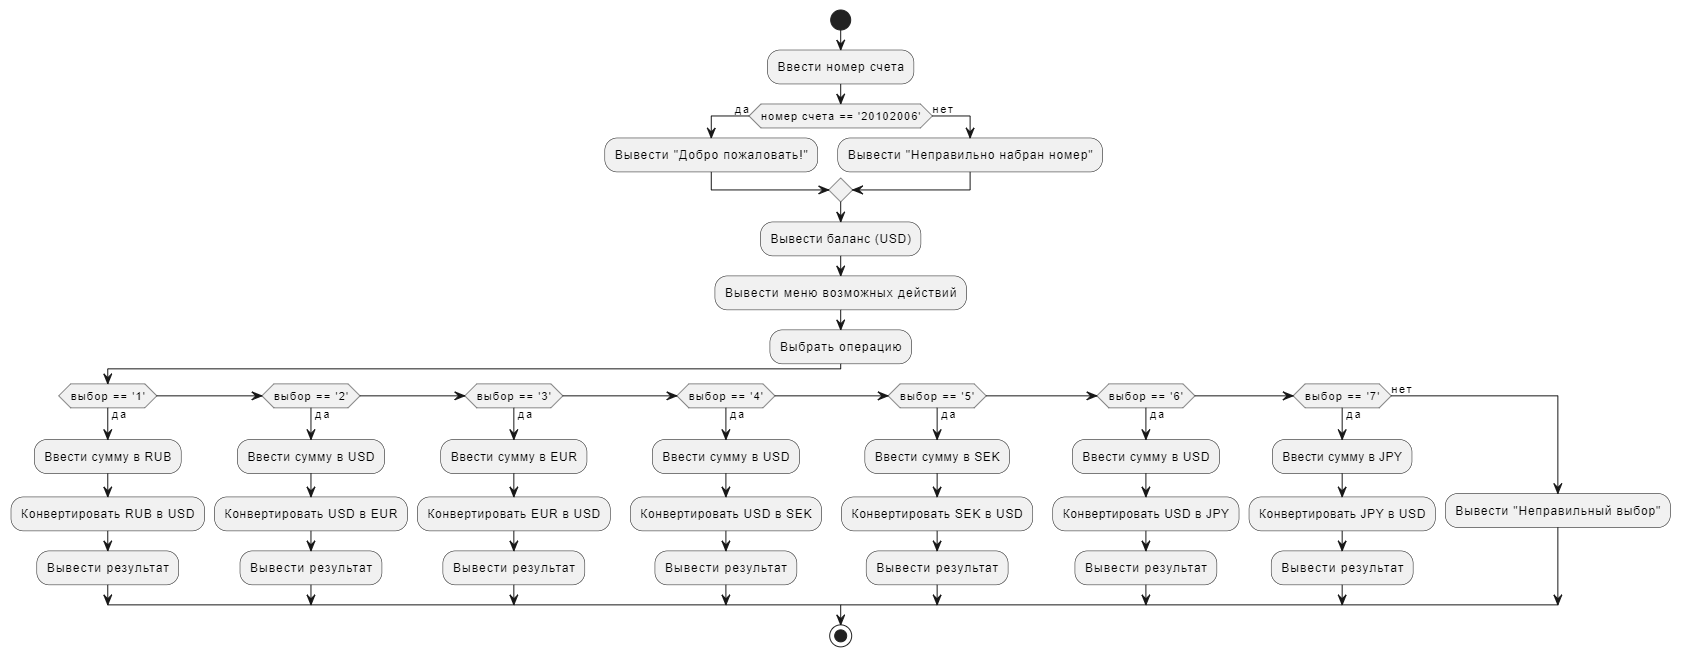 Ввести номер счета
да
номер счета == '20102006'
нет
Вывести "Добро пожаловать!"
Вывести "Неправильно набран номер"
Вывести баланс (USD)
Вывести меню возможных действий
Выбрать операцию
выбор == '1'
выбор == '2'
выбор == '3'
выбор == '4'
выбор == '5'
выбор == '6'
выбор == '7'
нет
да
да
да
да
да
да
да
Ввести сумму в RUB
Ввести сумму в USD
Ввести сумму в EUR
Ввести сумму в USD
Ввести сумму в SEK
Ввести сумму в USD
Ввести сумму в JPY
Конвертировать RUB в USD
Конвертировать USD в EUR
Конвертировать EUR в USD
Конвертировать USD в SEK
Конвертировать SEK в USD
Конвертировать USD в JPY
Конвертировать JPY в USD
Вывести "Неправильный выбор"
Вывести результат
Вывести результат
Вывести результат
Вывести результат
Вывести результат
Вывести результат
Вывести результат